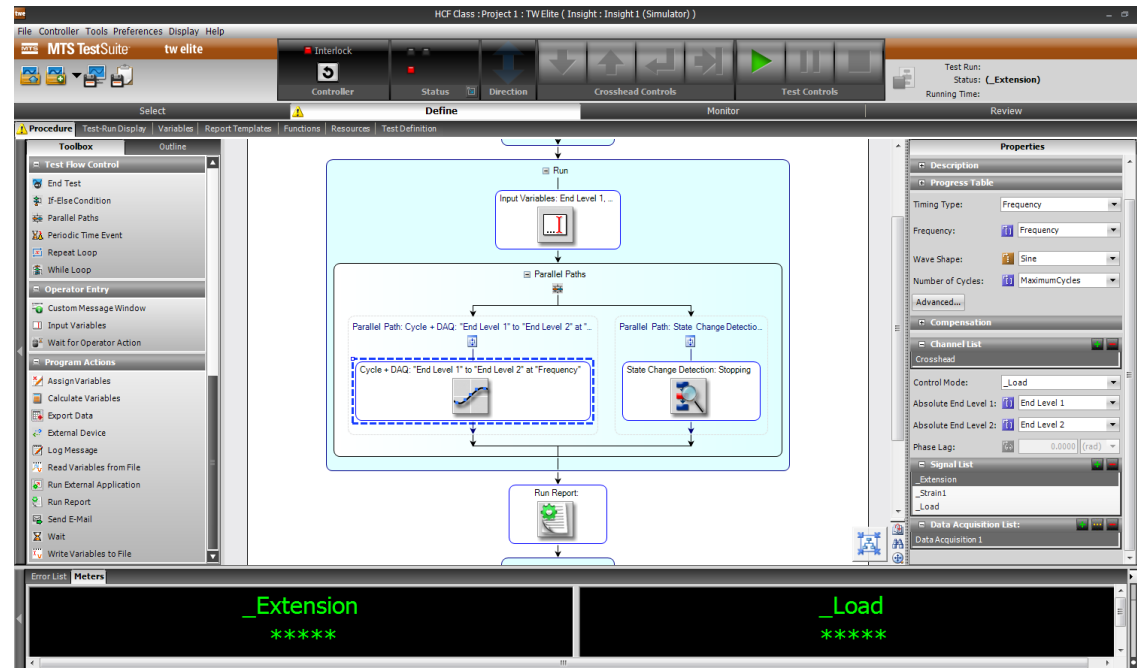 twe
HCF Class : Project 1 : TW Elite ( Insight : Insight 1 (Simulator) )
File Controller Tools Preferences Display Help
MTS MTS TestSuite™ tw elite
Interlock
Controller
Status
Direction
Crosshead Controls
Test Controls
Test Run:
Status: (_Extension)
Running Time:
Select
Define
Monitor
Review
Procedure Test-Run Display Variables Report Templates Functions Resources Test Definition
Toolbox Outline
Test Flow Control
End Test
If-Else Condition
Parallel Paths
Periodic Time Event
Repeat Loop
While Loop
Operator Entry
Custom Message Window
Input Variables
Wait for Operator Action
Program Actions
Assign Variables
Calculate Variables
Export Data
External Device
Log Message
Read Variables from File
Run External Application
Run Report
Send E-Mail
Wait
Write Variables to File
Run
Input Variables: End Level 1, ...
Parallel Paths
Parallel Path: Cycle + DAQ: "End Level 1" to "End Level 2" at "...
Parallel Path: State Change Detectio...
Cycle + DAQ: "End Level 1" to "End Level 2" at "Frequency"
State Change Detection: Stopping
Run Report:
Properties
Description
Progress Table
Timing Type: Frequency
Frequency: Frequency
Wave Shape: Sine
Number of Cycles: MaximumCycles
Advanced...
Compensation
Channel List
Crosshead
Control Mode: _Load
Absolute End Level 1: End Level 1
Absolute End Level 2: End Level 2
Phase Lag: 0.0000 (rad)
Signal List
_Extension
_Strain1
_Load
Data Acquisition List:
Data Acquisition 1
Error List Meters
_Extension
*****
_Load
*****